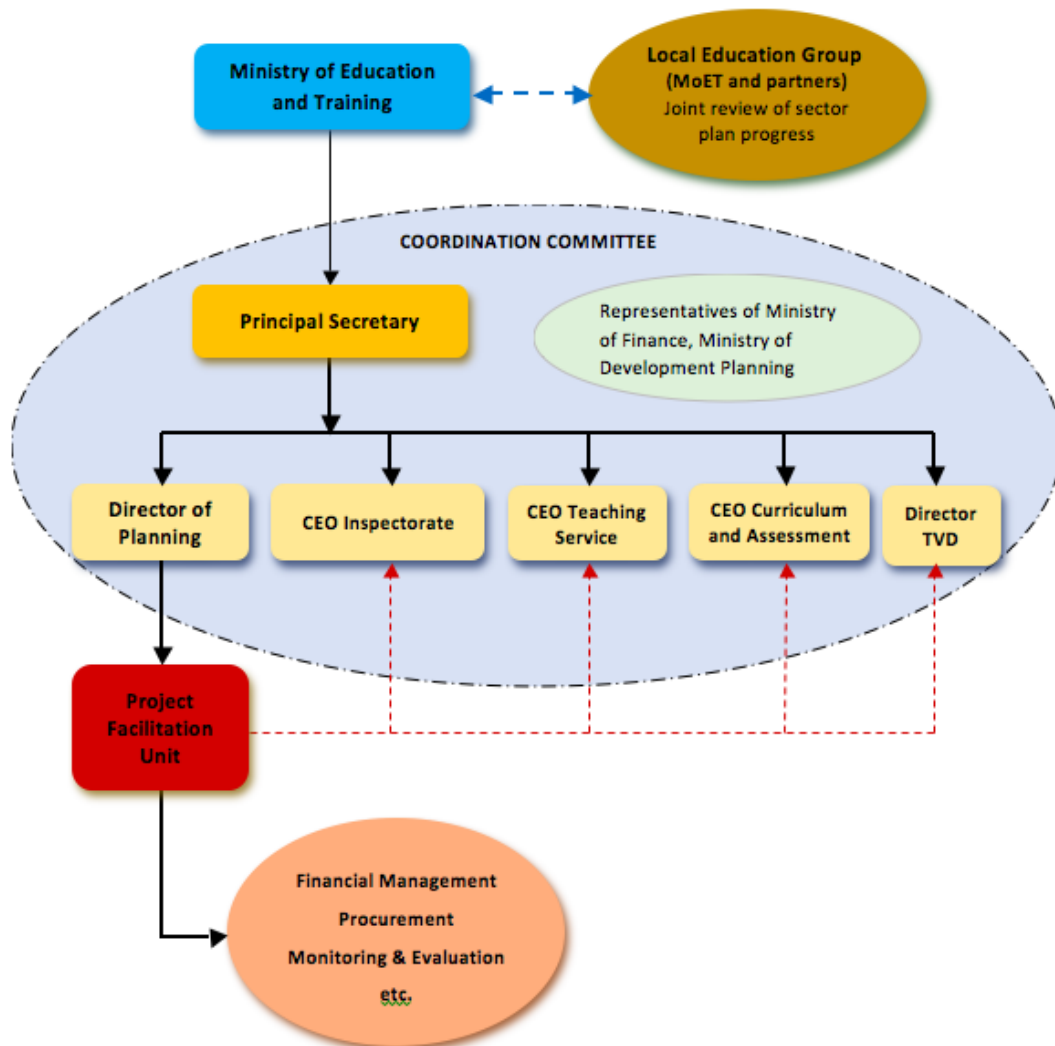 Ministry of Education
and Training
Local Education Group
(MoET and partners)
Joint review of sector
plan progress
COORDINATION COMMITTEE
Principal Secretary
Representatives of Ministry
of Finance, Ministry of
Development Planning
Director of
Planning
CEO Inspectorate
CEO Teaching
Service
CEO Curriculum
and Assessment
Director
TVD
Project
Facilitation
Unit
Financial Management
Procurement
Monitoring & Evaluation
etc.